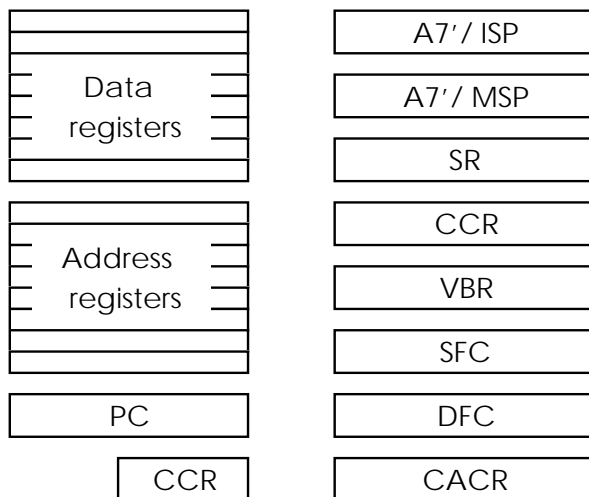 Data
registers
Address
registers
PC
CCR
A7′/ ISP
A7′/ MSP
SR
CCR
VBR
SFC
DFC
CACR